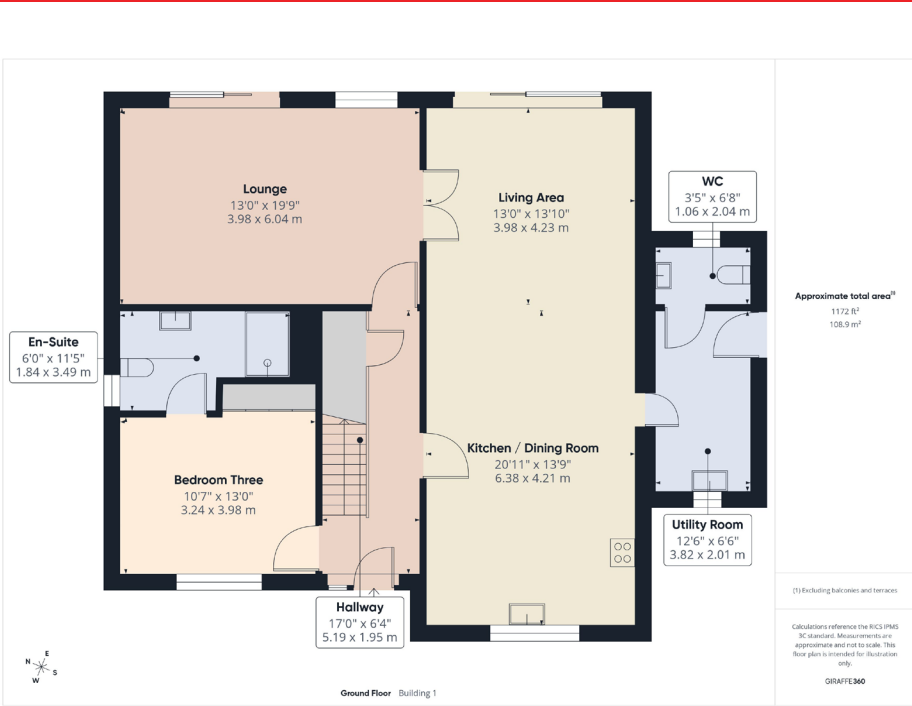 Lounge
13'0" x 19'9"
3.98 x 6.04 m
Living Area
13'0" x 13'10"
3.98 x 4.23 m
WC
3'5" x 6'8"
1.06 x 2.04 m
En-Suite
6'0" x 11'5"
1.84 x 3.49 m
Bedroom Three
10'7" x 13'0"
3.24 x 3.98 m
Kitchen / Dining Room
20'11" x 13'9"
6.38 x 4.21 m
Utility Room
12'6" x 6'6"
3.82 x 2.01 m
Hallway
17'0" x 6'4"
5.19 x 1.95 m
N E
W S
Ground Floor Building 1
Approximate total area⁽¹⁾
1172 ft²
108.9 m²
(1) Excluding balconies and terraces
Calculations reference the RICS IPMS
3C standard. Measurements are
approximate and not to scale. This
floor plan is intended for illustration
only.
GIRAFFE360